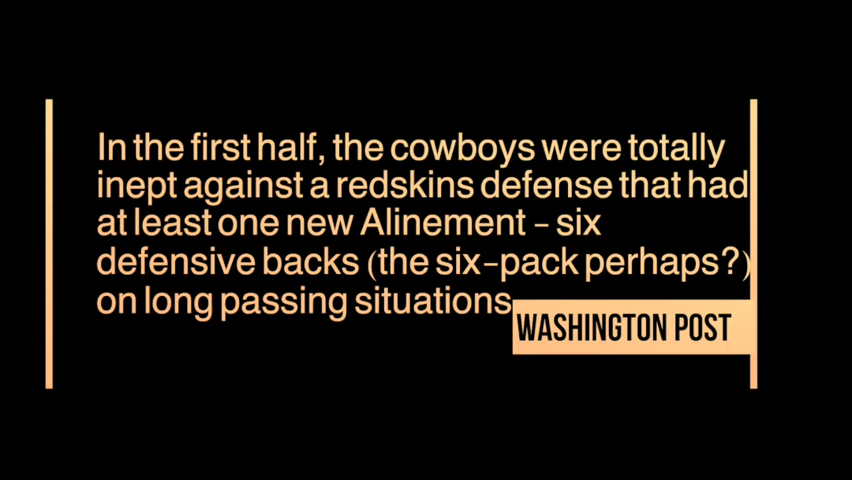 In the first half, the cowboys were totally
inept against a redskins defense that had
at least one new Alinement - six
defensive backs (the six-pack perhaps?)
on long passing situations
WASHINGTON POST